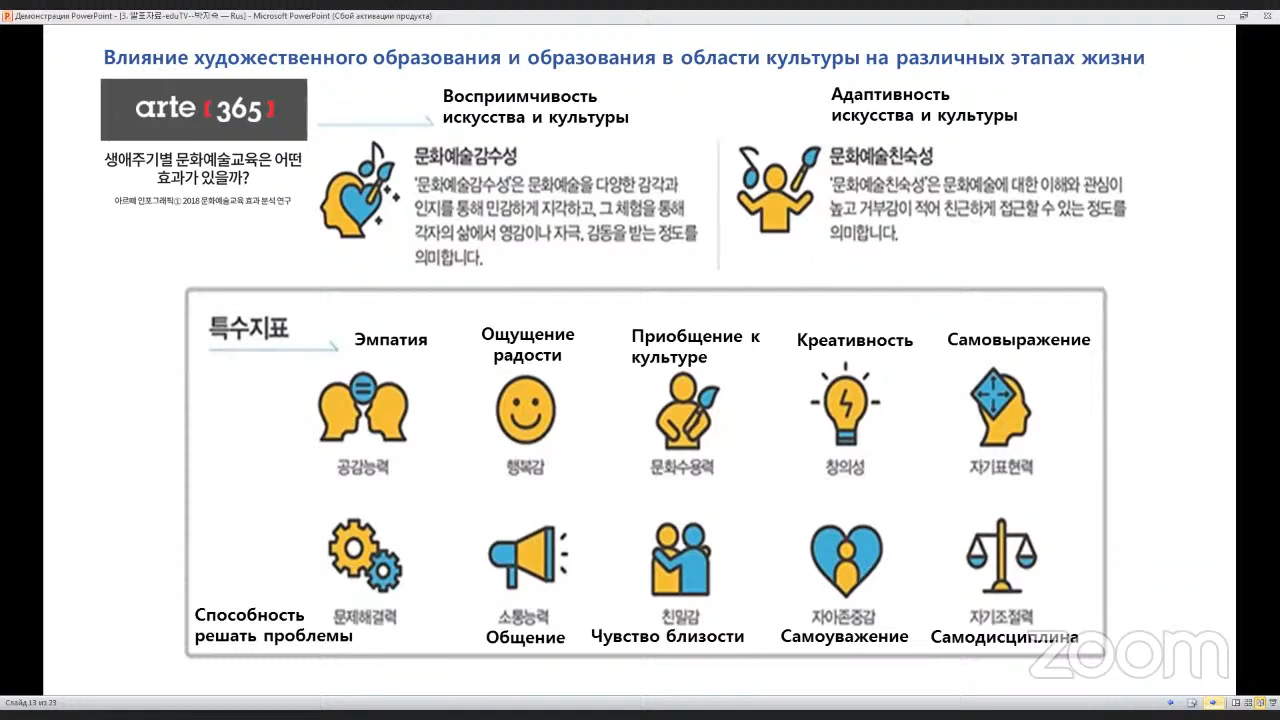 Демонстрация PowerPoint - [3. 발표자료-eduTV--박지숙 — Rus] - Microsoft PowerPoint (Сбой активации продукта)
Влияние художественного образования и образования в области культуры на различных этапах жизни
arte [365]
생애주기별 문화예술교육은 어떤
효과가 있을까?
아르떼 인포그래픽① 2018 문화예술교육 효과 분석 연구
Восприимчивость
искусства и культуры
문화예술감수성
'문화예술감수성'은 문화예술을 다양한 감각과
인지를 통해 민감하게 지각하고, 그 체험을 통해
각자의 삶에서 영감이나 자극, 감동을 받는 정도를
의미합니다.
Адаптивность
искусства и культуры
문화예술친숙성
'문화예술친숙성'은 문화예술에 대한 이해와 관심이
높고 거부감이 적어 친근하게 접근할 수 있는 정도를
의미합니다.
특수지표
Эмпатия
Ощущение
радости
Приобщение к
культуре
Креативность
Самовыражение
공감능력
행복감
문화수용력
창의성
자기표현력
문제해결력
소통능력
친밀감
자아존중감
자기조절력
Способность
решать проблемы
Общение
Чувство близости
Самоуважение
Самодисциплина
zoom
Слайд 13 из 23